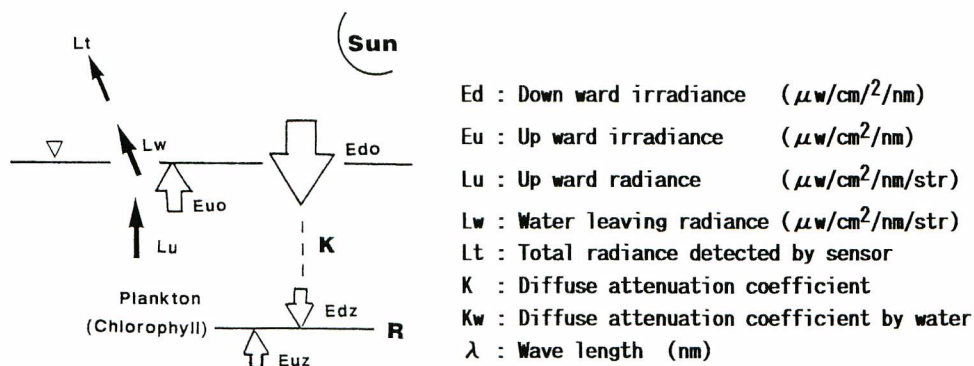 Lt
Sun
Lw
Edo
Euo
Lu
K
Plankton
(Chlorophyll)
Edz
R
Euz
Ed : Down ward irradiance (μw/cm/²/nm)
Eu : Up ward irradiance (μw/cm²/nm)
Lu : Up ward radiance (μw/cm²/nm/str)
Lw : Water leaving radiance (μw/cm²/nm/str)
Lt : Total radiance detected by sensor
K : Diffuse attenuation coefficient
Kw : Diffuse attenuation coefficient by water
λ : Wave length (nm)